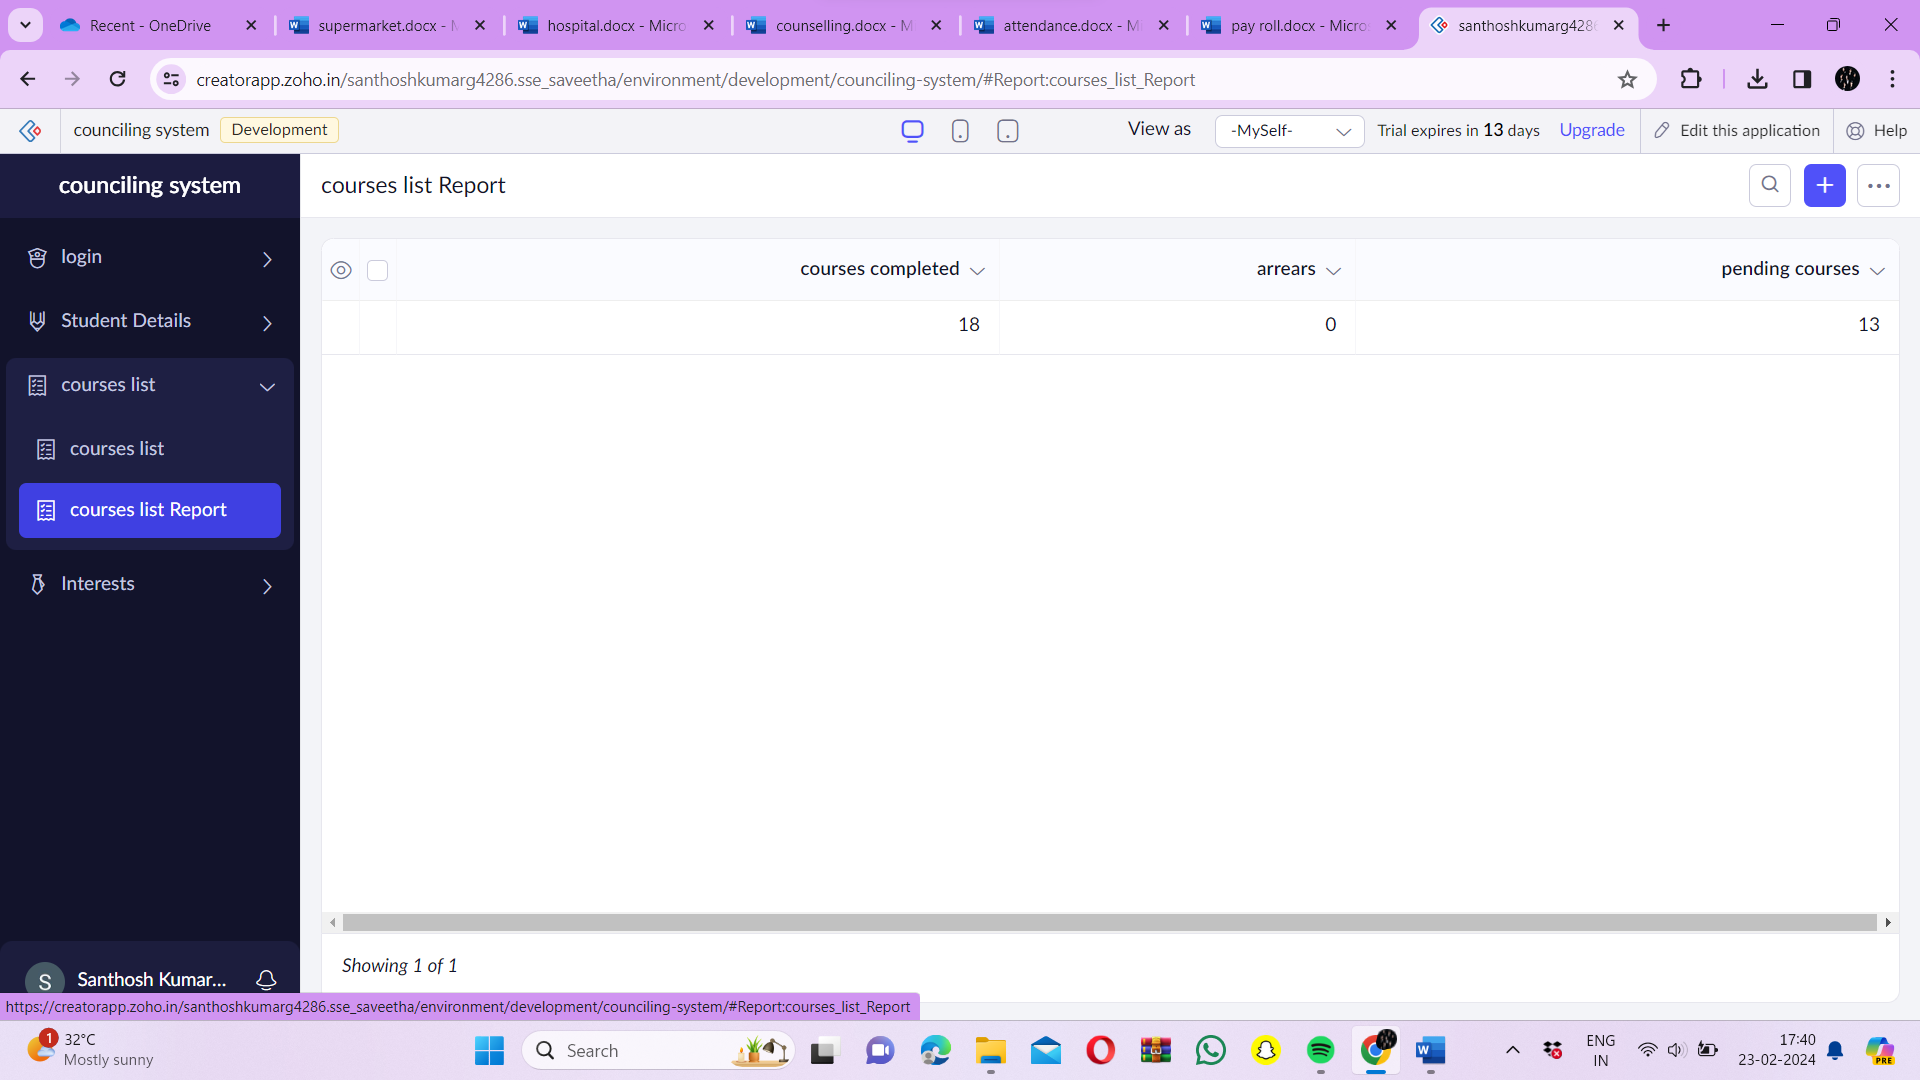 Recent - OneDrive
supermarket.docx - M
hospital.docx - Micro
counselling.docx - M
attendance.docx - Mi
pay roll.docx - Micro
santhoshkumarg4286
creatorapp.zoho.in/santhoshkumarg4286.sse_saveetha/environment/development/counciling-system/#Report:courses_list_Report
counciling system
Development
View as
-MySelf-
Trial expires in 13 days
Upgrade
Edit this application
Help
counciling system
courses list Report
login
Student Details
courses list
courses list
courses list Report
Interests
courses completed
arrears
pending courses
18
0
13
Showing 1 of 1
S
Santhosh Kumar...
https://creatorapp.zoho.in/santhoshkumarg4286.sse_saveetha/environment/development/counciling-system/#Report:courses_list_Report
1
32°C
Mostly sunny
Search
ENG
IN
17:40
23-02-2024
PRE